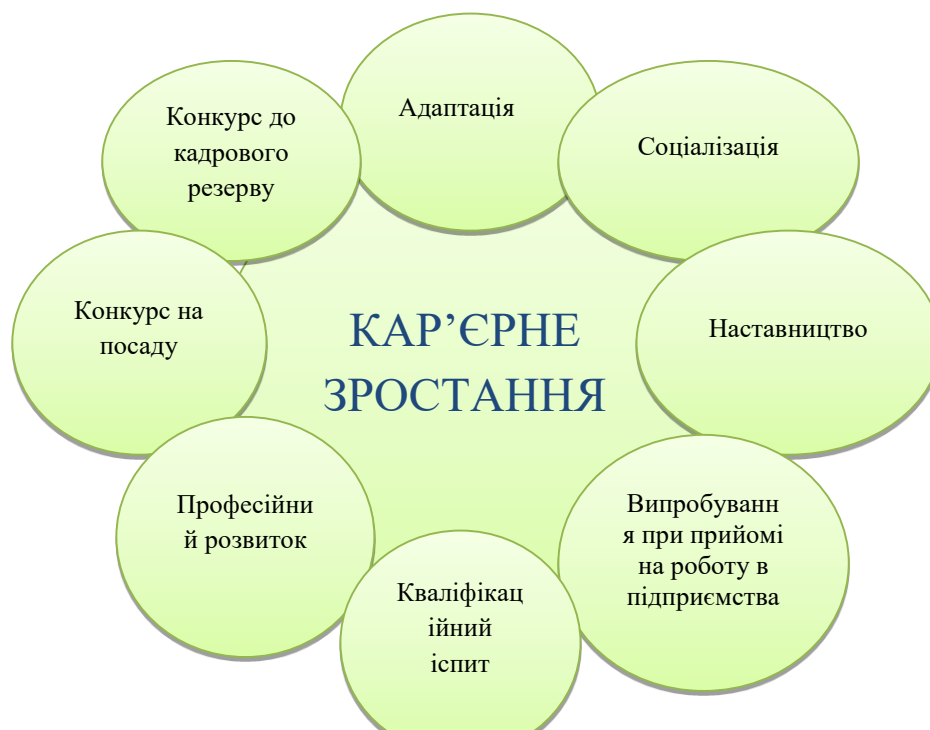 Адаптація
Соціалізація
Наставництво
Випробуванн
я при прийомі
на роботу в
підприємства
Кваліфікац
ійний
іспит
Професійни
й розвиток
Конкурс на
посаду
Конкурс до
кадрового
резерву
КАР’ЄРНЕ
ЗРОСТАННЯ